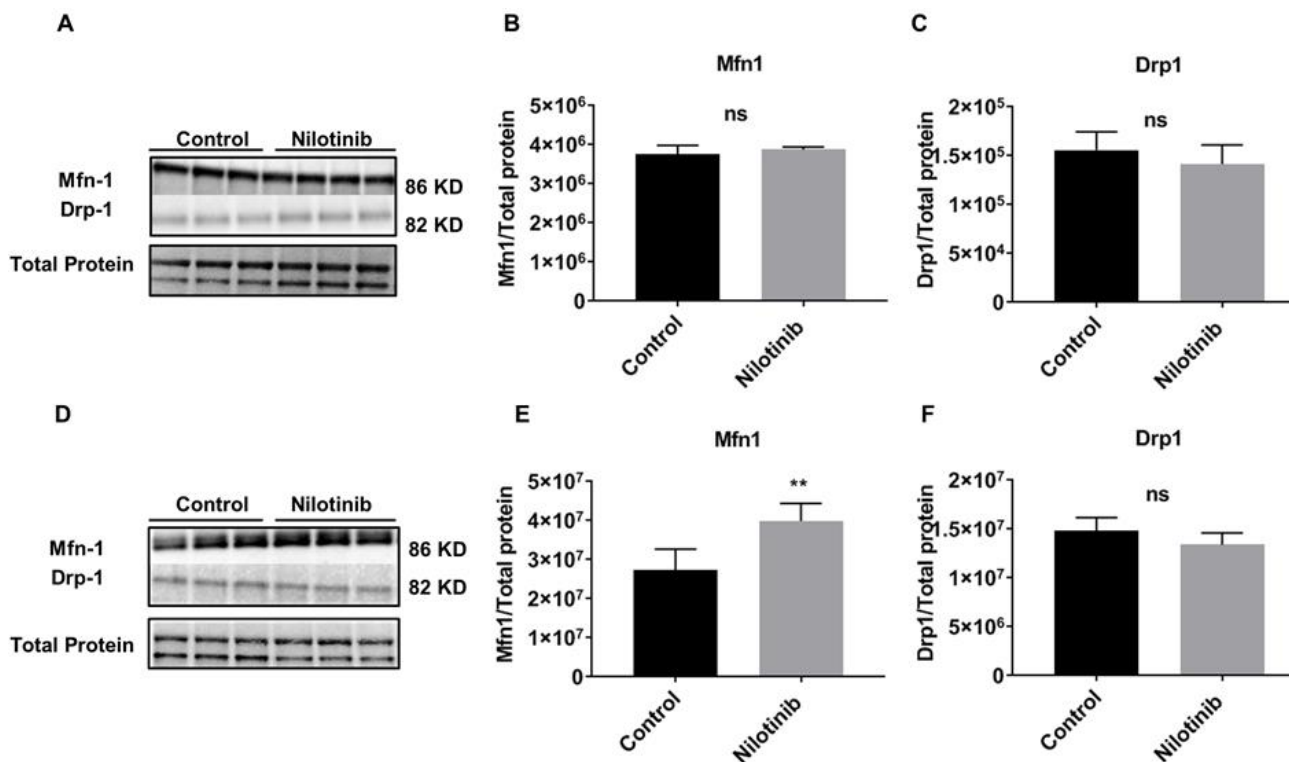 A
Control Nilotinib
Mfn-1
86 KD
Drp-1
82 KD
Total Protein
B
Mfn1
ns
Mfn1/Total protein
5×10⁶
4×10⁶
3×10⁶
2×10⁶
1×10⁶
0
Control
Nilotinib
C
Drp1
ns
Drp1/Total protein
2×10⁵
1.5×10⁵
1×10⁵
5×10⁴
0
Control
Nilotinib
D
Control Nilotinib
Mfn-1
86 KD
Drp-1
82 KD
Total Protein
E
Mfn1
**
Mfn1/Total protein
5×10⁷
4×10⁷
3×10⁷
2×10⁷
1×10⁷
0
Control
Nilotinib
F
Drp1
ns
Drp1/Total protein
2×10⁷
1.5×10⁷
1×10⁷
5×10⁶
0
Control
Nilotinib